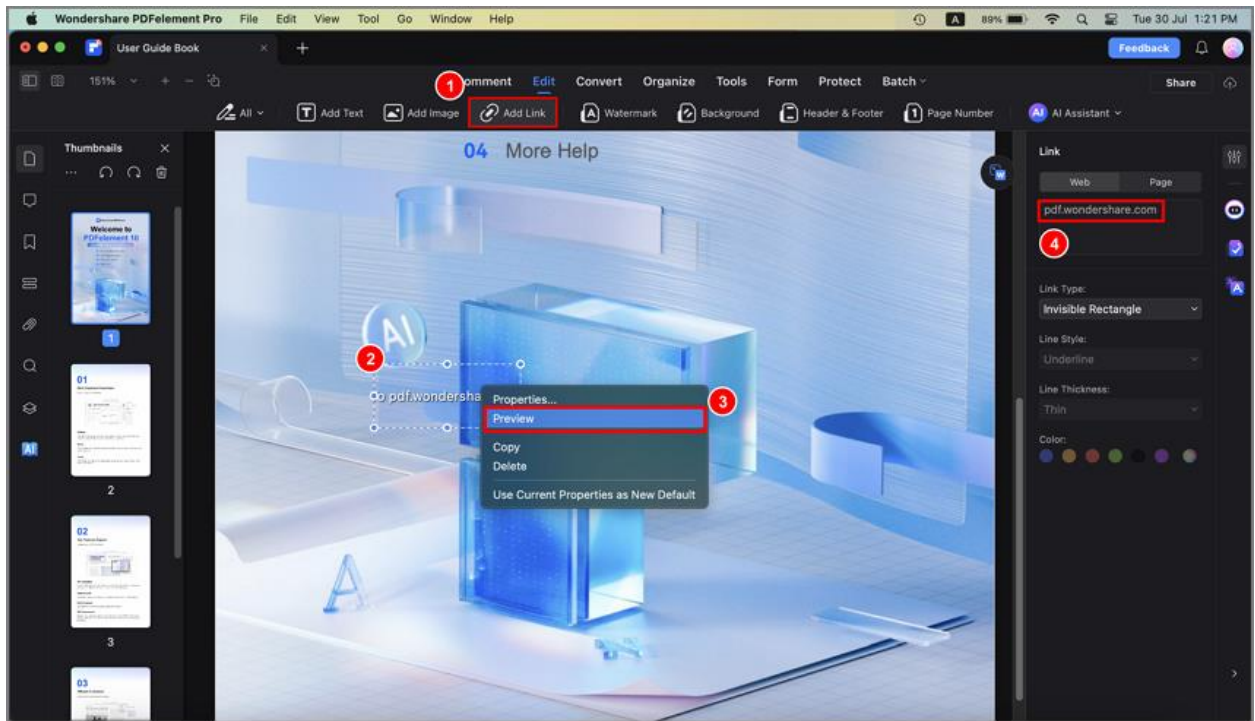 Wondershare PDFelement Pro File Edit View Tool Go Window Help A 89% Tue 30 Jul 1:21 PM
User Guide Book Feedback
151% omment Edit Convert Organize Tools Form Protect Batch Share
1
All T Add Text Add Image Add Link A Watermark Background Header & Footer 1 Page Number AI AI Assistant
Thumbnails
04 More Help
Link
Web Page
pdf.wondershare.com
4
Welcome to
PDFelement 10
1
Link Type:
Invisible Rectangle
Line Style:
Underline
Line Thickness:
Thin
Color:
AI
2
pdf.wondersha
3
Properties...
Preview
Copy
Delete
Use Current Properties as New Default
A
AI
01
2
02
3
03